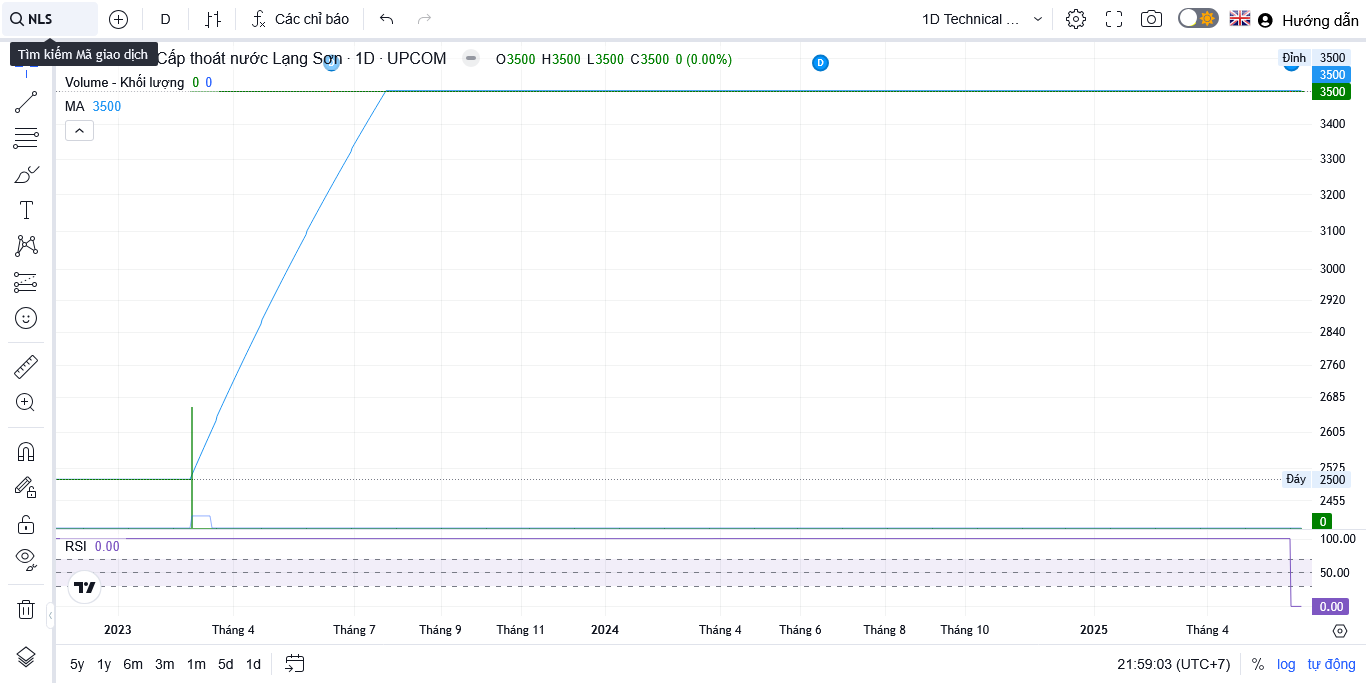 NLS
D
Các chỉ báo
1D Technical ...
Hướng dẫn
Tìm kiếm Mã giao dịch
Cấp thoát nước Lạng Sơn · 1D · UPCOM
O3500 H3500 L3500 C3500 0 (0.00%)
D
Volume - Khối lượng 0 0
MA 3500
Đỉnh 3500
3500
3500
3400
3300
3200
3100
3000
2920
2840
2760
2685
2605
2525
Đáy 2500
2455
0
RSI 0.00
100.00
50.00
0.00
2023 Tháng 4 Tháng 7 Tháng 9 Tháng 11 2024 Tháng 4 Tháng 6 Tháng 8 Tháng 10 2025 Tháng 4
5y 1y 6m 3m 1m 5d 1d
21:59:03 (UTC+7) % log tự động